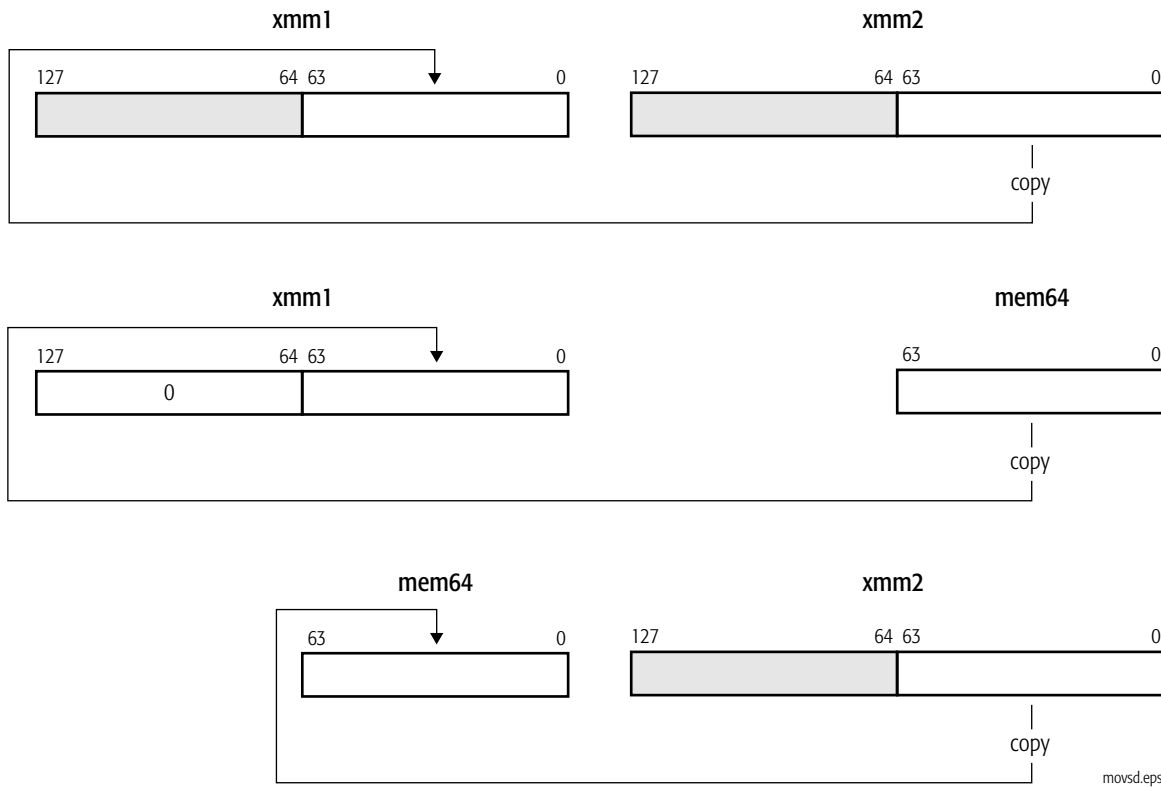 xmm1 xmm2
127 64 63 0 127 64 63 0
copy
xmm1 mem64
127 64 63 0 63 0
0
copy
mem64 xmm2
63 0 127 64 63 0
copy
movsd.eps